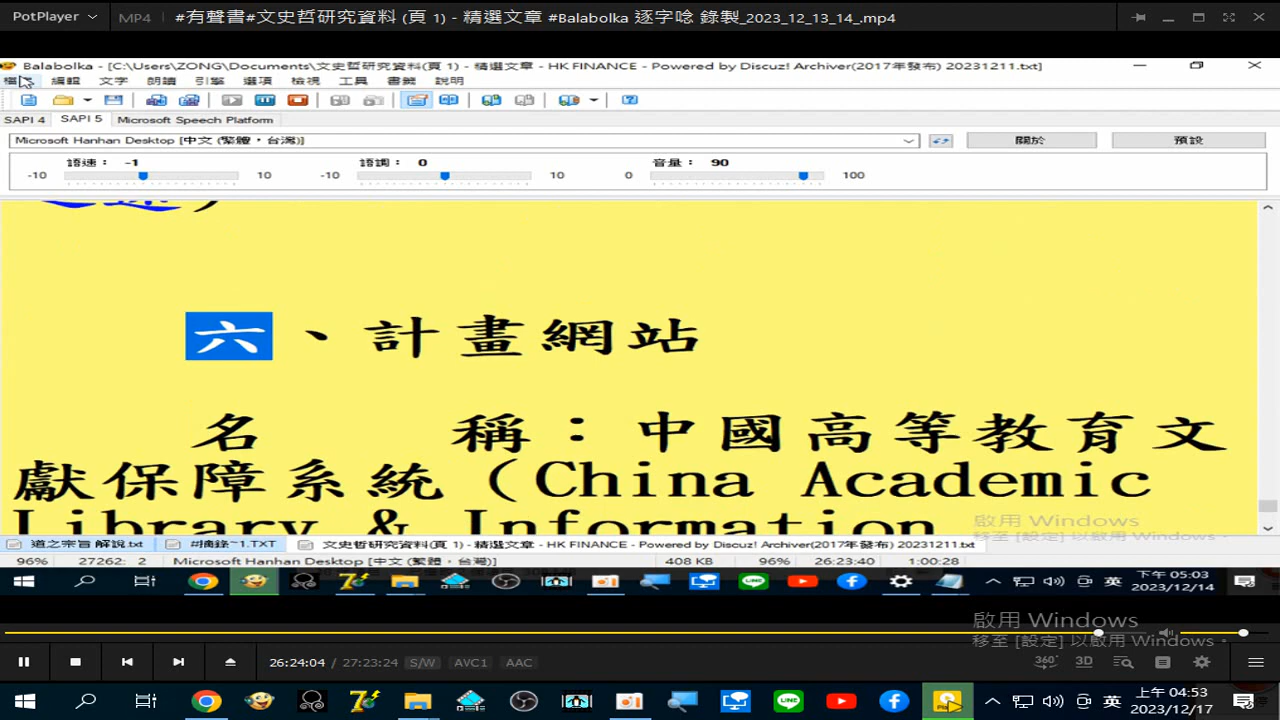 PotPlayer MP4 #有聲書#文史哲研究資料 (頁 1) - 精選文章 #Balabolka 逐字唸 錄製_2023_12_13_14_.mp4
Balabolka - [C:\Users\ZONG\Documents\文史哲研究資料(頁 1) - 精選文章 - HK FINANCE - Powered by Discuz! Archiver(2017年發布) 20231211.txt]
編輯 文字 朗讀 引擎 選項 檢視 工具 書籤 說明
SAPI 4 SAPI 5 Microsoft Speech Platform
Microsoft Hanhan Desktop [中文 (繁體，台灣)] 關於 預設
語速： -1 語調： 0 音量： 90
-10 10 -10 10 0 100
六、計畫網站
名 稱：中國高等教育文
獻保障系統（China Academic
Library & Information
啟用 Windows
移至 [設定] 以啟用 Windows。
道之宗旨 解說.txt #摘錄~1.TXT 文史哲研究資料(頁 1) - 精選文章 - HK FINANCE - Powered by Discuz! Archiver(2017年發布) 20231211.txt
96% 27262: 2 Microsoft Hanhan Desktop [中文 (繁體，台灣)] 408 KB 96% 26:23:40 1:00:28
英 下午 05:03
2023/12/14
啟用 Windows
移至 [設定] 以啟用 Windows。
26:24:04 / 27:23:24 S/W AVC1 AAC 360° 3D
英 上午 04:53
2023/12/17